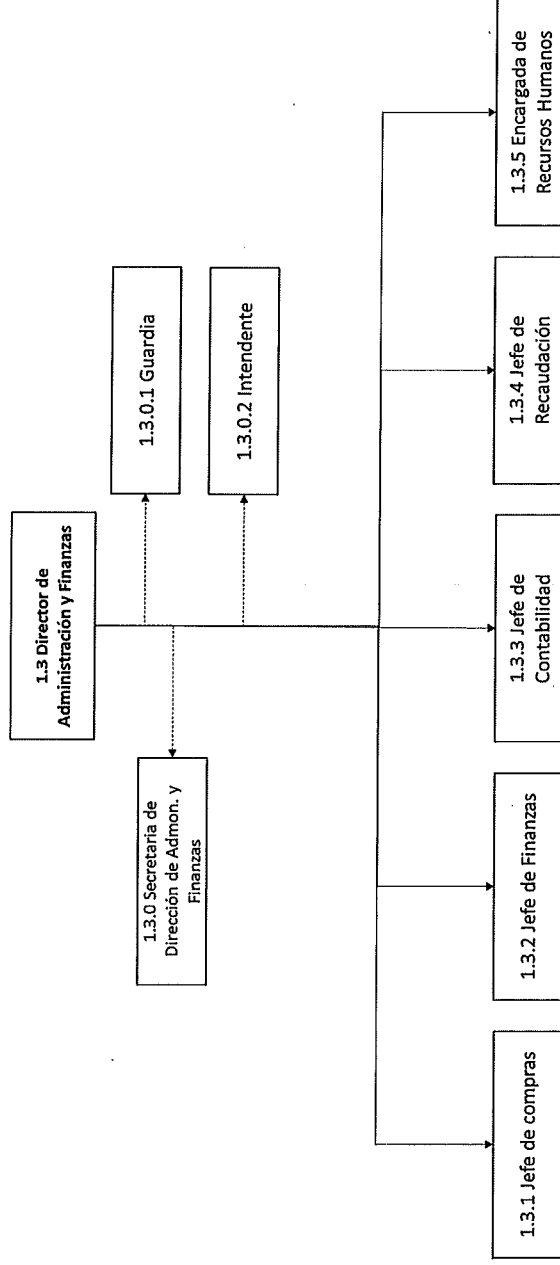 1.3 Director de
Administración y Finanzas
1.3.0 Secretaria de
Dirección de Admon. y
Finanzas
1.3.0.1 Guardia
1.3.0.2 Intendente
1.3.1 Jefe de compras
1.3.2 Jefe de Finanzas
1.3.3 Jefe de
Contabilidad
1.3.4 Jefe de
Recaudación
1.3.5 Encargada de
Recursos Humanos